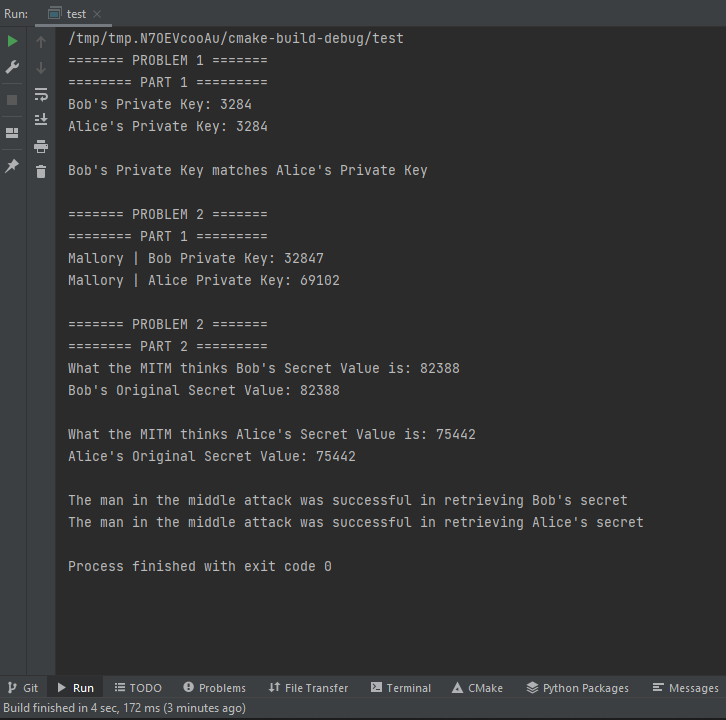 Run: test
/tmp/tmp.N7OEVcooAu/cmake-build-debug/test
======= PROBLEM 1 =======
======== PART 1 =========
Bob's Private Key: 3284
Alice's Private Key: 3284
Bob's Private Key matches Alice's Private Key
======= PROBLEM 2 =======
======== PART 1 =========
Mallory | Bob Private Key: 32847
Mallory | Alice Private Key: 69102
======= PROBLEM 2 =======
======== PART 2 =========
What the MITM thinks Bob's Secret Value is: 82388
Bob's Original Secret Value: 82388
What the MITM thinks Alice's Secret Value is: 75442
Alice's Original Secret Value: 75442
The man in the middle attack was successful in retrieving Bob's secret
The man in the middle attack was successful in retrieving Alice's secret
Process finished with exit code 0
Git Run TODO Problems File Transfer Terminal CMake Python Packages Messages
Build finished in 4 sec, 172 ms (3 minutes ago)